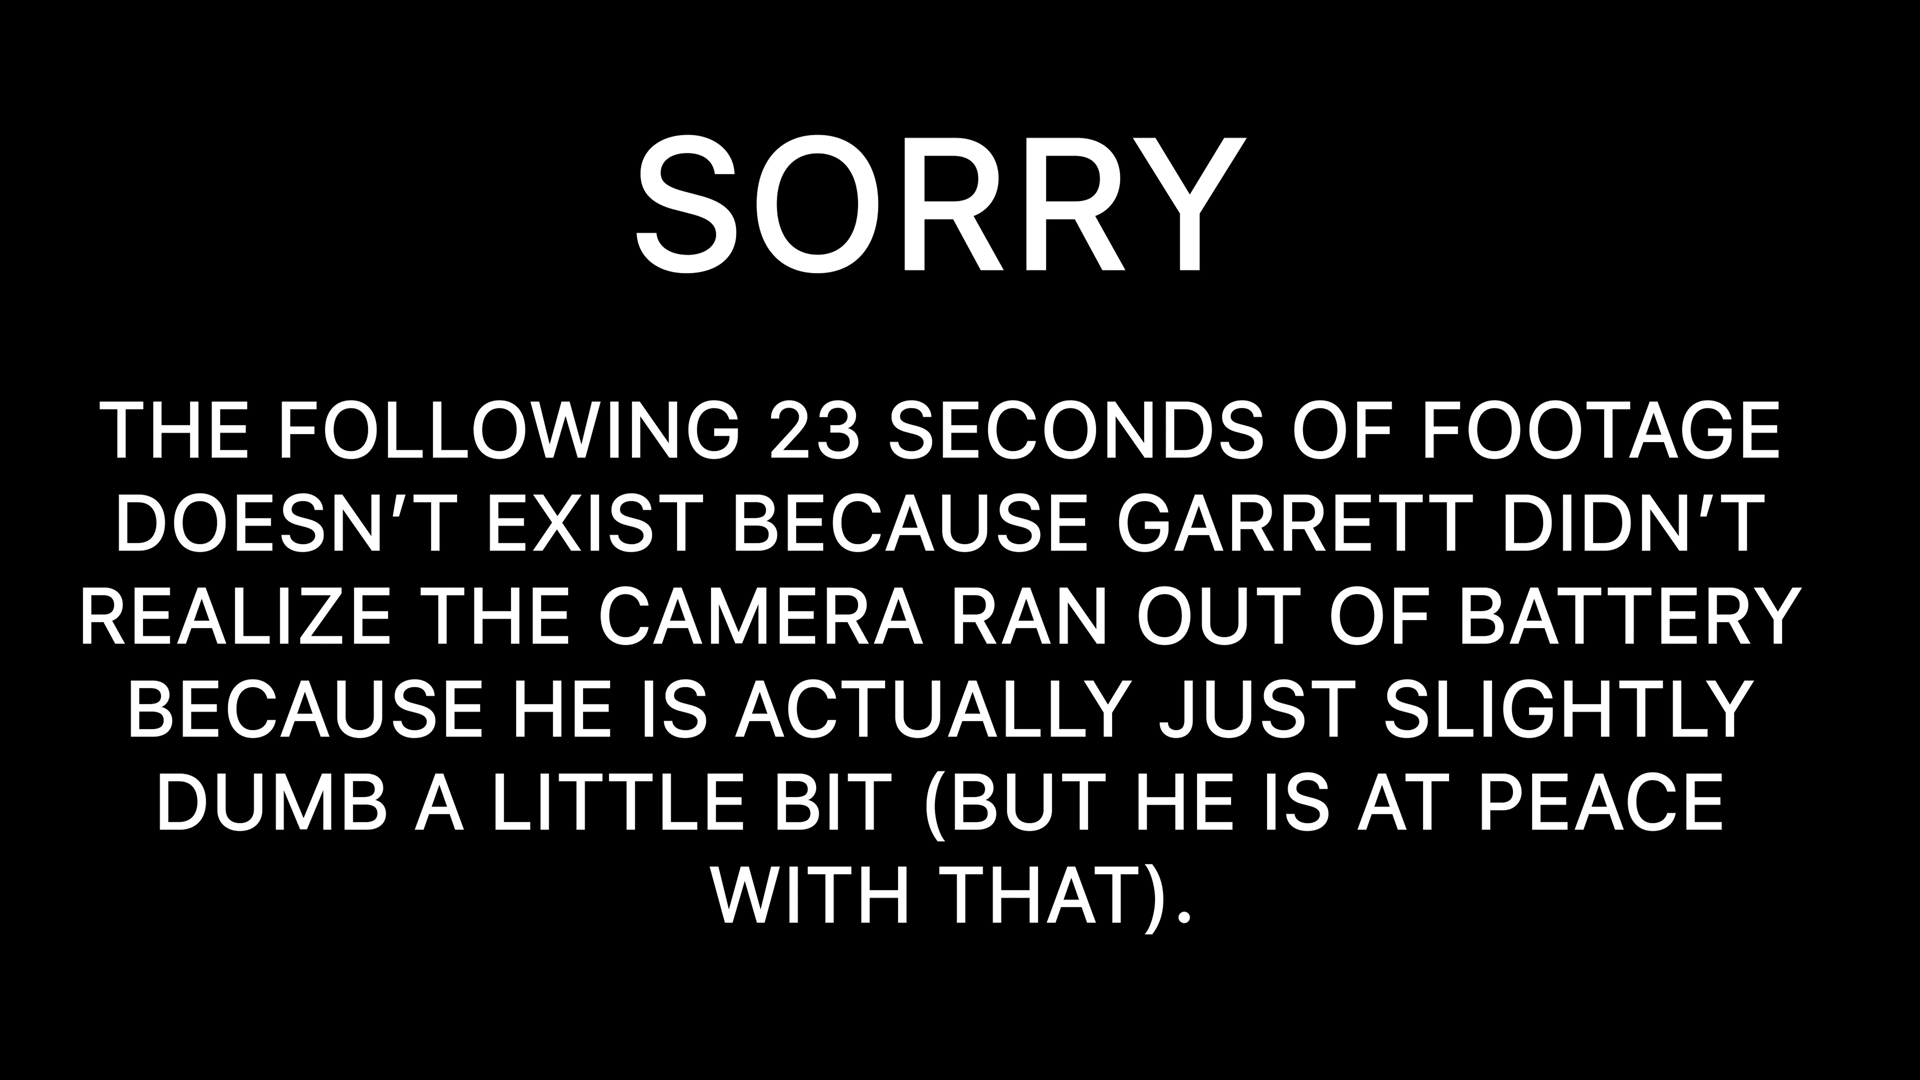 SORRY
THE FOLLOWING 23 SECONDS OF FOOTAGE
DOESN’T EXIST BECAUSE GARRETT DIDN’T
REALIZE THE CAMERA RAN OUT OF BATTERY
BECAUSE HE IS ACTUALLY JUST SLIGHTLY
DUMB A LITTLE BIT (BUT HE IS AT PEACE
WITH THAT).